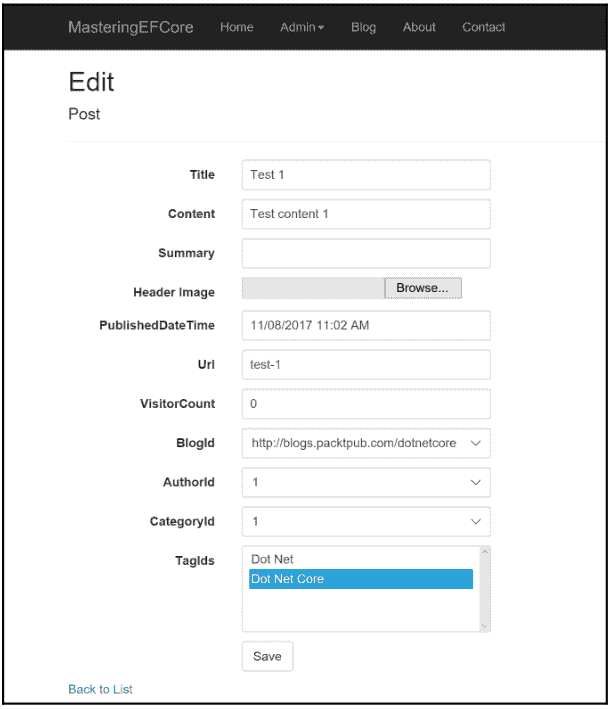 MasteringEFCore Home Admin Blog About Contact
Edit
Post
Title Test 1
Content Test content 1
Summary
Header Image Browse...
PublishedDateTime 11/08/2017 11:02 AM
Url test-1
VisitorCount 0
BlogId http://blogs.packtpub.com/dotnetcore
AuthorId 1
CategoryId 1
TagIds Dot Net
Dot Net Core
Save
Back to List